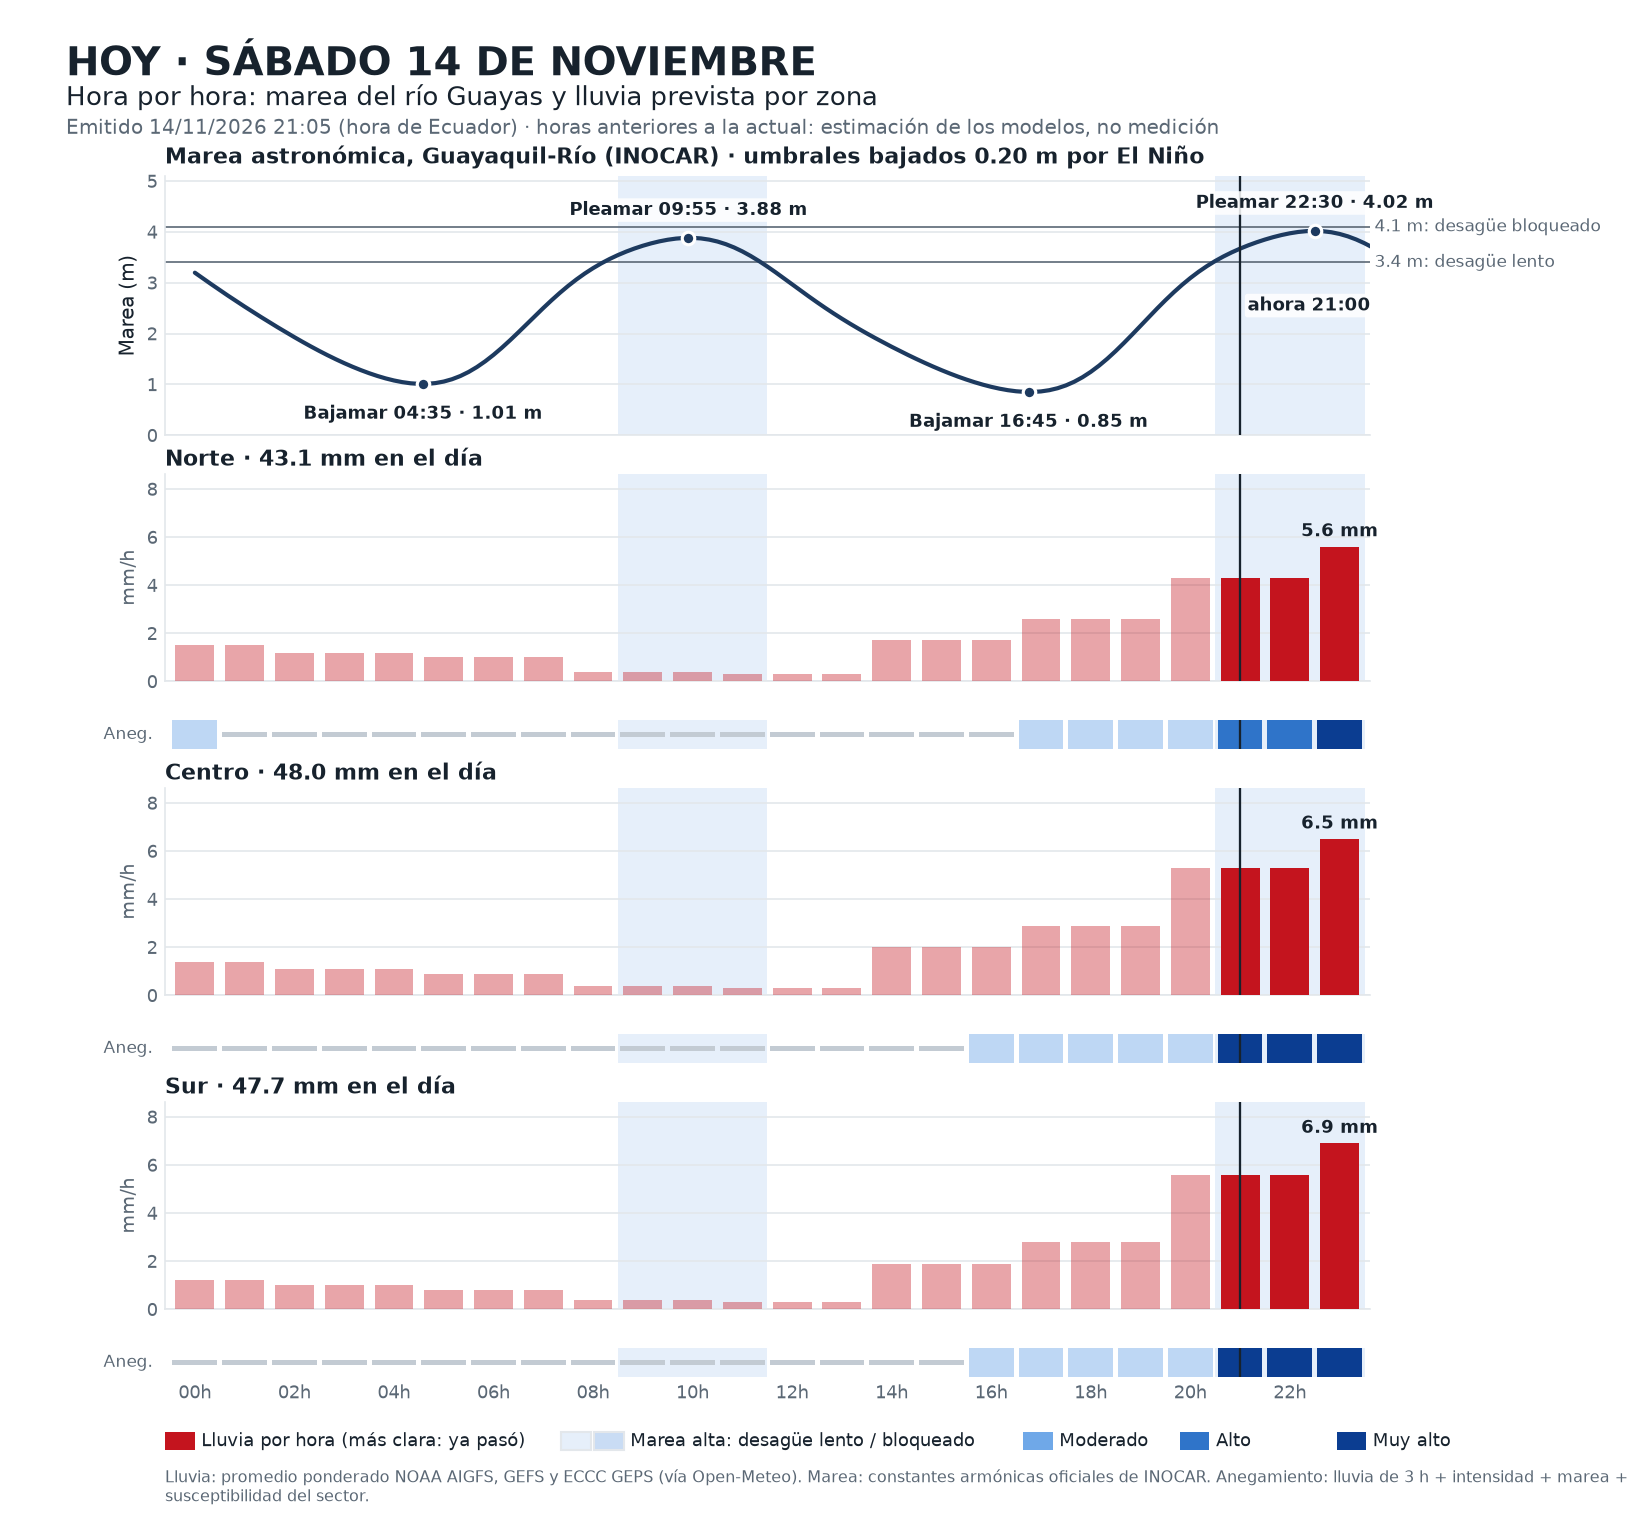 HOY · SÁBADO 14 DE NOVIEMBRE
Hora por hora: marea del río Guayas y lluvia prevista por zona
Emitido 14/11/2026 21:05 (hora de Ecuador) · horas anteriores a la actual: estimación de los modelos, no medición
Marea astronómica, Guayaquil-Río (INOCAR) · umbrales bajados 0.20 m por El Niño
Marea (m)
5
4
3
2
1
0
Pleamar 09:55 · 3.88 m
Pleamar 22:30 · 4.02 m
4.1 m: desagüe bloqueado
3.4 m: desagüe lento
ahora 21:00
Bajamar 04:35 · 1.01 m
Bajamar 16:45 · 0.85 m
Norte · 43.1 mm en el día
mm/h
8
6
4
2
0
5.6 mm
Aneg.
Centro · 48.0 mm en el día
mm/h
8
6
4
2
0
6.5 mm
Aneg.
Sur · 47.7 mm en el día
mm/h
8
6
4
2
0
6.9 mm
Aneg.
00h 02h 04h 06h 08h 10h 12h 14h 16h 18h 20h 22h
Lluvia por hora (más clara: ya pasó) Marea alta: desagüe lento / bloqueado Moderado Alto Muy alto
Lluvia: promedio ponderado NOAA AIGFS, GEFS y ECCC GEPS (vía Open-Meteo). Marea: constantes armónicas oficiales de INOCAR. Anegamiento: lluvia de 3 h + intensidad + marea +
susceptibilidad del sector.